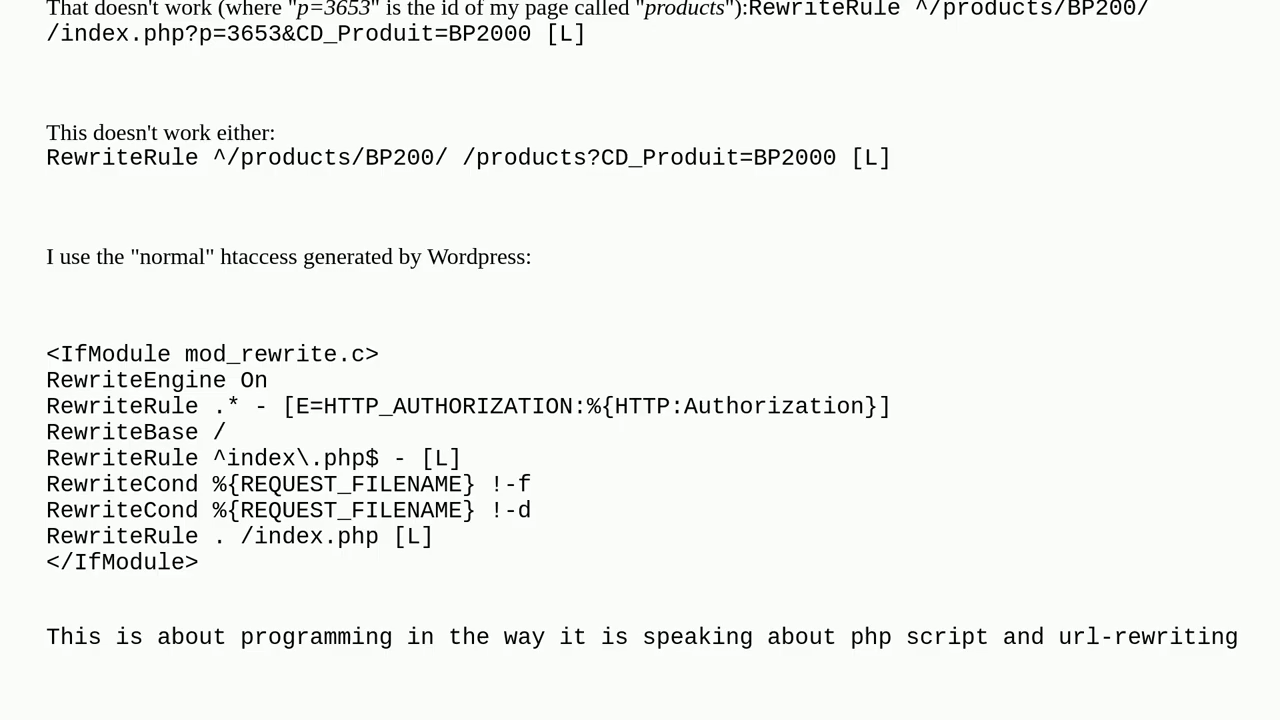 That doesn't work (where "p=3653" is the id of my page called "products"):RewriteRule ^/products/BP200/
/index.php?p=3653&CD_Produit=BP2000 [L]
This doesn't work either:
RewriteRule ^/products/BP200/ /products?CD_Produit=BP2000 [L]
I use the "normal" htaccess generated by Wordpress:
<IfModule mod_rewrite.c>
RewriteEngine On
RewriteRule .* - [E=HTTP_AUTHORIZATION:%{HTTP:Authorization}]
RewriteBase /
RewriteRule ^index\.php$ - [L]
RewriteCond %{REQUEST_FILENAME} !-f
RewriteCond %{REQUEST_FILENAME} !-d
RewriteRule . /index.php [L]
</IfModule>
This is about programming in the way it is speaking about php script and url-rewriting